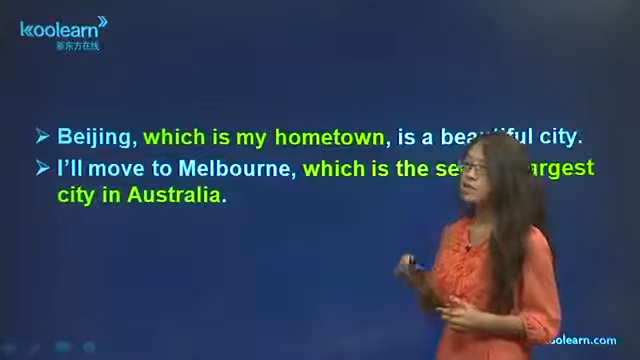 koolearn
新东方在线
Beijing, which is my hometown, is a beautiful city.
I'll move to Melbourne, which is the largest
city in Australia.
koolearn.com